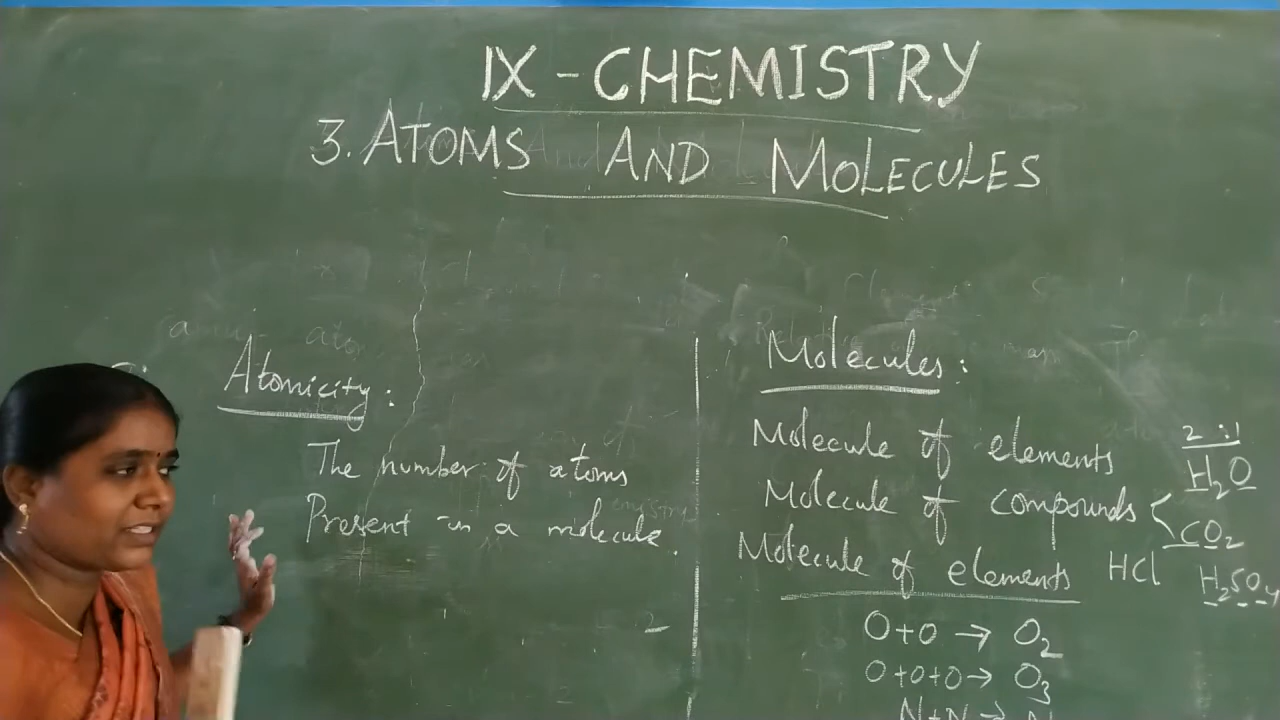 IX - CHEMISTRY
3. ATOMS AND MOLECULES
Atomicity:
The number of atoms
Present in a molecule.
2
Molecules:
Molecule of elements
2:1
H₂O
Molecule of compounds
CO₂
Molecule of elements HCl
H₂SO₄
O+O → O₂
O+O+O → O₃
N+N → N